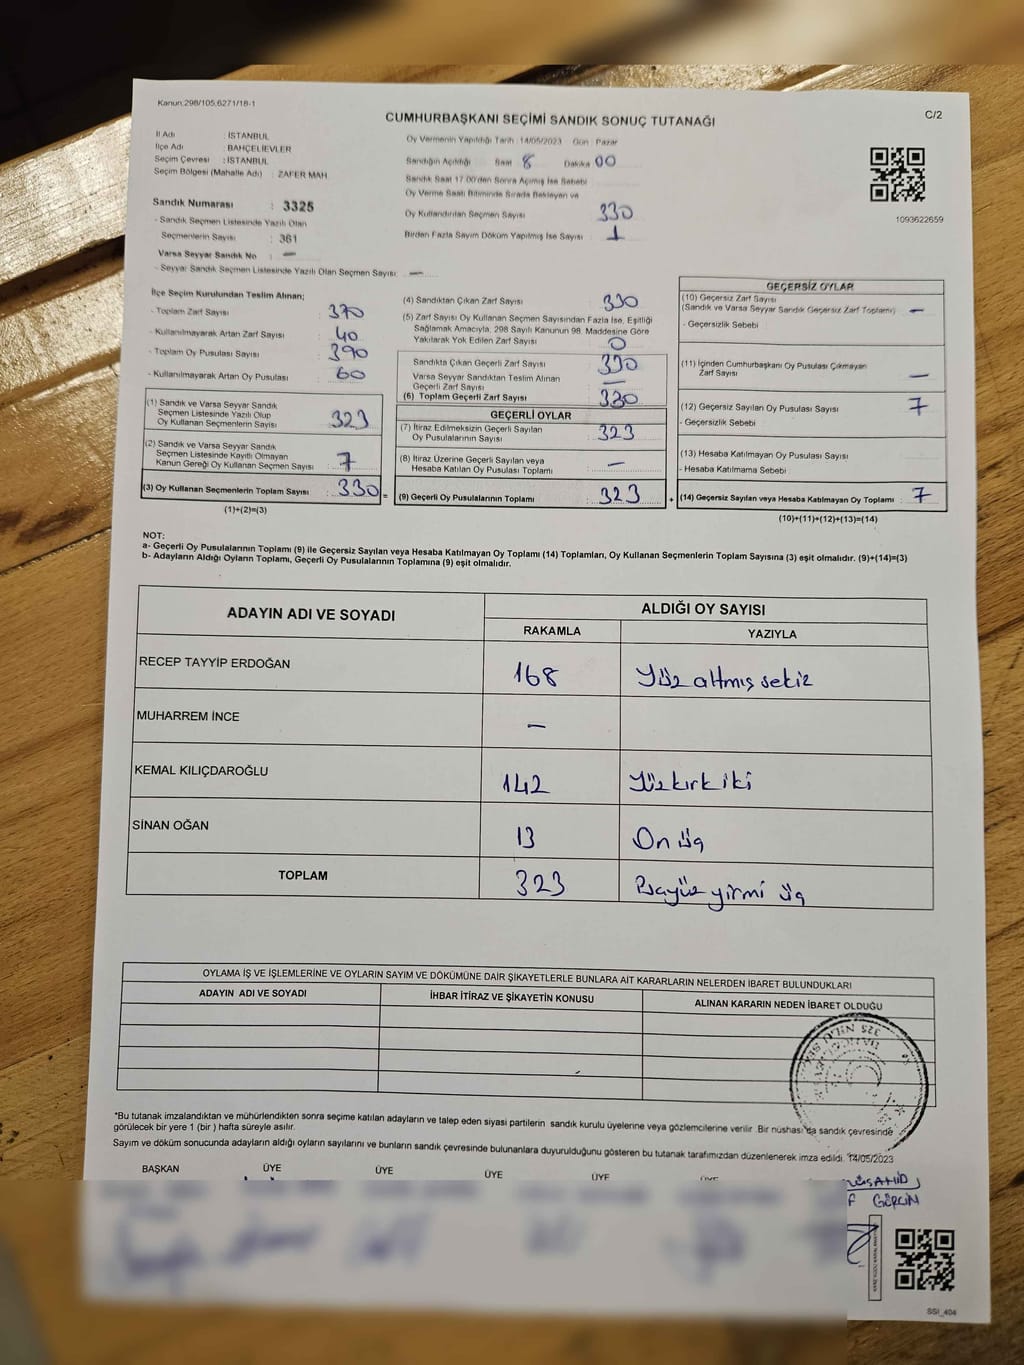 Kanun:298/105,6271/18-1
C/2
CUMHURBAŞKANI SEÇİMİ SANDIK SONUÇ TUTANAĞI
İl Adı : İSTANBUL
İlçe Adı : BAHÇELİEVLER
Seçim Çevresi : İSTANBUL
Seçim Bölgesi (Mahalle Adı) : ZAFER MAH.
Sandık Numarası : 3325
- Sandık Seçmen Listesinde Yazılı Olan
Seçmenlerin Sayısı : 361
Varsa Seyyar Sandık No : —
- Seyyar Sandık Seçmen Listesinde Yazılı Olan Seçmen Sayısı: —
Oy Vermenin Yapıldığı Tarih : 14/05/2023 Gün : Pazar
Sandığın Açıldığı Saat 8 Dakika 00
Sandık Saat 17.00'den Sonra Açımış İse Sebebi
Oy Verme Saati Bitiminde Sırada Bekleyen ve
Oy Kullandırılan Seçmen Sayısı 330
Birden Fazla Sayım Döküm Yapılmış İse Sayısı 1
1093622659
İlçe Seçim Kurulundan Teslim Alınan;
- Toplam Zarf Sayısı : 370
- Kullanılmayarak Artan Zarf Sayısı : 40
- Toplam Oy Pusulası Sayısı : 390
- Kullanılmayarak Artan Oy Pusulası : 60
(1) Sandık ve Varsa Seyyar Sandık
Seçmen Listesinde Yazılı Olup
Oy Kullanan Seçmenlerin Sayısı : 323
(2) Sandık ve Varsa Seyyar Sandık
Seçmen Listesinde Kayıtlı Olmayan
Kanun Gereği Oy Kullanan Seçmen Sayısı : 7
(3) Oy Kullanan Seçmenlerin Toplam Sayısı : 330 =
(1)+(2)=(3)
(4) Sandıktan Çıkan Zarf Sayısı : 330
(5) Zarf Sayısı Oy Kullanan Seçmen Sayısından Fazla İse, Eşitliği
Sağlamak Amacıyla, 298 Sayılı Kanunun 98. Maddesine Göre
Yakılarak Yok Edilen Zarf Sayısı : 0
Sandıkta Çıkan Geçerli Zarf Sayısı : 330
Varsa Seyyar Sandıktan Teslim Alınan
Geçerli Zarf Sayısı : —
(6) Toplam Geçerli Zarf Sayısı : 330
GEÇERLİ OYLAR
(7) İtiraz Edilmeksizin Geçerli Sayılan
Oy Pusulalarının Sayısı : 323
(8) İtiraz Üzerine Geçerli Sayılan veya
Hesaba Katılan Oy Pusulası Toplamı : —
(9) Geçerli Oy Pusulalarının Toplamı : 323 +
GEÇERSİZ OYLAR
(10) Geçersiz Zarf Sayısı
(Sandık ve Varsa Seyyar Sandık Geçersiz Zarf Toplamı) : —
- Geçersizlik Sebebi :
(11) İçinden Cumhurbaşkanı Oy Pusulası Çıkmayan
Zarf Sayısı : —
(12) Geçersiz Sayılan Oy Pusulası Sayısı : 7
- Geçersizlik Sebebi :
(13) Hesaba Katılmayan Oy Pusulası Sayısı :
- Hesaba Katılmama Sebebi :
(14) Geçersiz Sayılan veya Hesaba Katılmayan Oy Toplamı : 7
(10)+(11)+(12)+(13)=(14)
NOT:
a- Geçerli Oy Pusulalarının Toplamı (9) ile Geçersiz Sayılan veya Hesaba Katılmayan Oy Toplamı (14) Toplamları, Oy Kullanan Seçmenlerin Toplam Sayısına (3) eşit olmalıdır. (9)+(14)=(3)
b- Adayların Aldığı Oyların Toplamı, Geçerli Oy Pusulalarının Toplamına (9) eşit olmalıdır.
ADAYIN ADI VE SOYADI
ALDIĞI OY SAYISI
RAKAMLA YAZIYLA
RECEP TAYYİP ERDOĞAN 168 Yüz altmış sekiz
MUHARREM İNCE —
KEMAL KILIÇDAROĞLU 142 Yüz kırk iki
SİNAN OĞAN 13 On üç
TOPLAM 323 yirmi üç
OYLAMA İŞ VE İŞLEMLERİNE VE OYLARIN SAYIM VE DÖKÜMÜNE DAİR ŞİKAYETLERLE BUNLARA AİT KARARLARIN NELERDEN İBARET BULUNDUKLARI
ADAYIN ADI VE SOYADI İHBAR İTİRAZ VE ŞİKAYETİN KONUSU ALINAN KARARIN NEDEN İBARET OLDUĞU
*Bu tutanak imzalandıktan ve mühürlendikten sonra seçime katılan adayların ve talep eden siyasi partilerin sandık kurulu üyelerine veya gözlemcilerine verilir. Bir nüshası da sandık çevresinde
görülecek bir yere 1 (bir ) hafta süreyle asılır.
Sayım ve döküm sonucunda adayların aldığı oyların sayılarını ve bunların sandık çevresinde bulunanlara duyurulduğunu gösteren bu tutanak tarafımızdan düzenlenerek imza edildi. 14/05/2023
BAŞKAN ÜYE ÜYE ÜYE ÜYE ÜYE
SSI_404